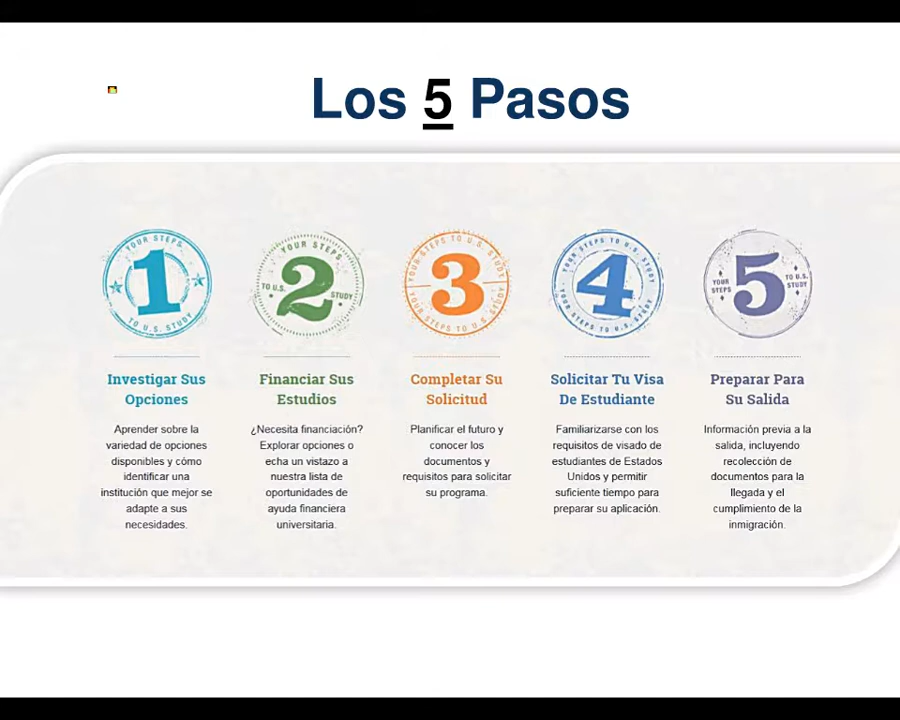 Los 5 Pasos
YOUR STEPS
1
TO U.S. STUDY
YOUR STEPS
TO U.S.
2
STUDY
YOUR STEPS TO U.S. STUDY
3
YOUR STEPS TO U.S. STUDY
YOUR STEPS TO U.S. STUDY
4
YOUR STEPS TO U.S. STUDY
YOUR STEPS
5
TO U.S. STUDY
Investigar Sus
Opciones
Aprender sobre la
variedad de opciones
disponibles y cómo
identificar una
institución que mejor se
adapte a sus
necesidades.
Financiar Sus
Estudios
¿Necesita financiación?
Explorar opciones o
echa un vistazo a
nuestra lista de
oportunidades de
ayuda financiera
universitaria.
Completar Su
Solicitud
Planificar el futuro y
conocer los
documentos y
requisitos para solicitar
su programa.
Solicitar Tu Visa
De Estudiante
Familiarizarse con los
requisitos de visado de
estudiantes de Estados
Unidos y permitir
suficiente tiempo para
preparar su aplicación.
Preparar Para
Su Salida
Información previa a la
salida, incluyendo
recolección de
documentos para la
llegada y el
cumplimiento de la
inmigración.